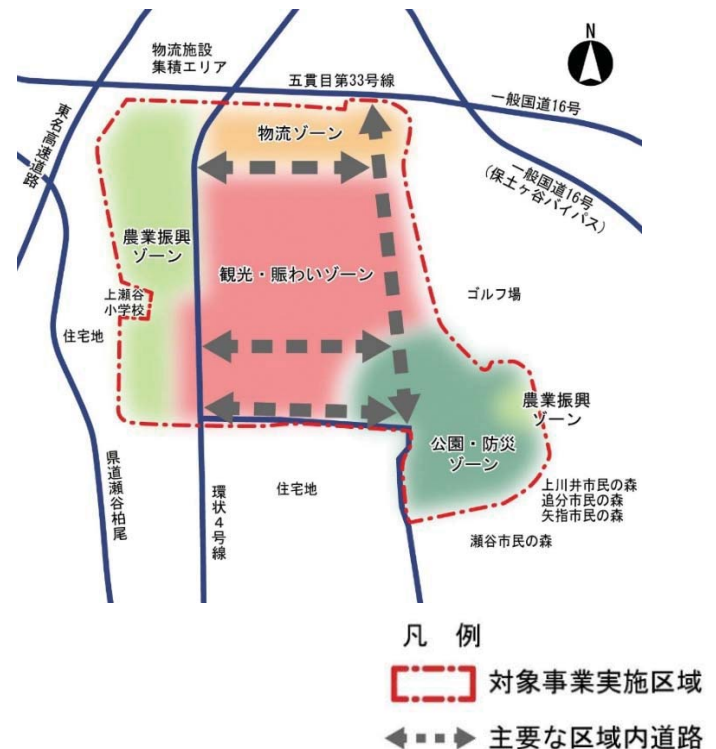 N
物流施設
集積エリア
五貫目第33号線
一般国道16号
一般国道16号
(保土ヶ谷バイパス)
東名高速道路
物流ゾーン
農業振興
ゾーン
観光・賑わいゾーン
ゴルフ場
上瀬谷
小学校
住宅地
農業振興
ゾーン
公園・防災
ゾーン
県道瀬谷柏尾
環状4号線
住宅地
上川井市民の森
追分市民の森
矢指市民の森
瀬谷市民の森
凡 例
対象事業実施区域
主要な区域内道路